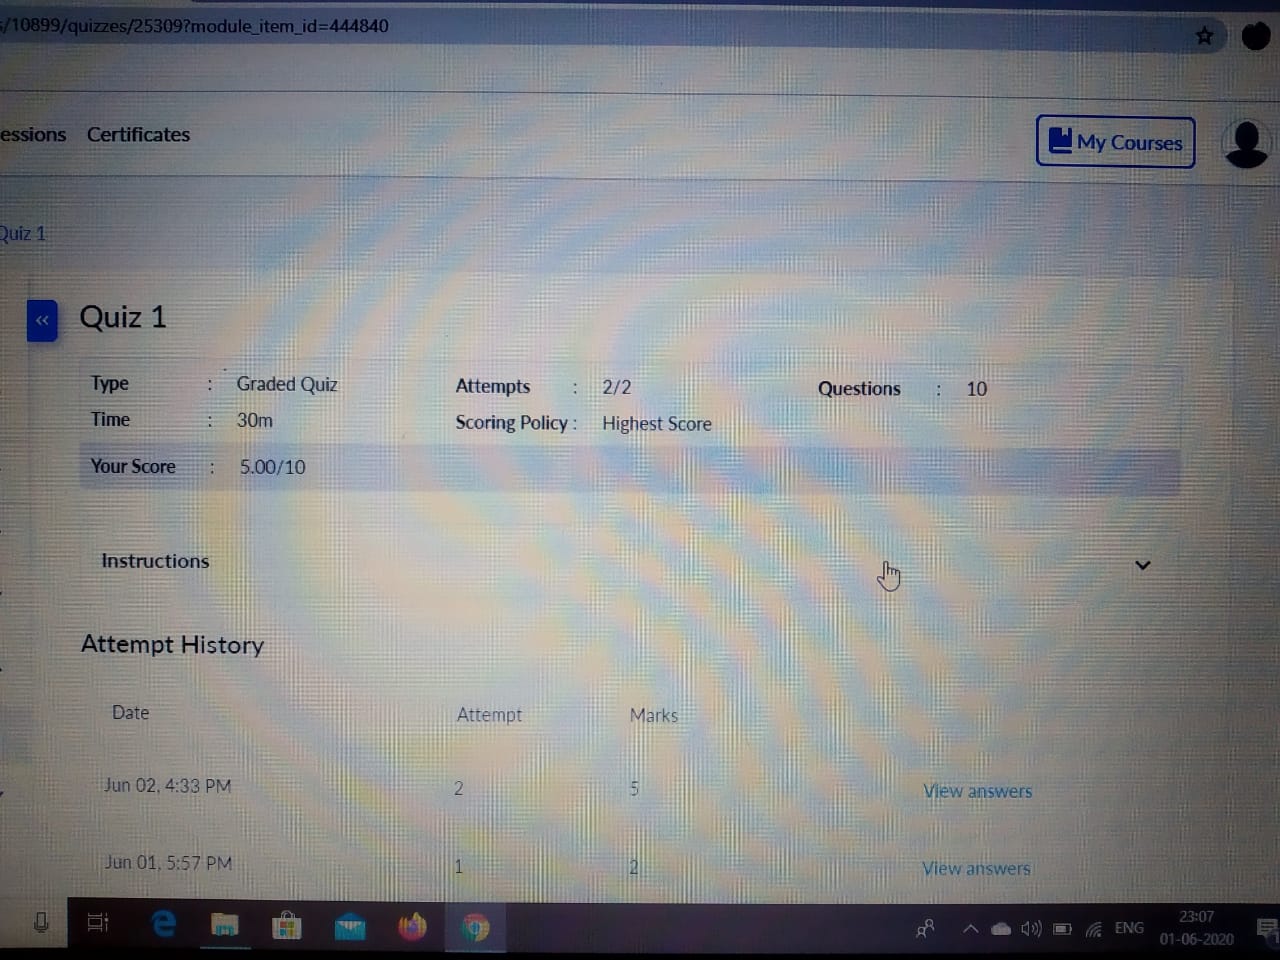 /10899/quizzes/25309?module_item_id=444840
essions Certificates
My Courses
Quiz 1
Quiz 1
Type : Graded Quiz Attempts : 2/2 Questions : 10
Time : 30m Scoring Policy : Highest Score
Your Score : 5.00/10
Instructions
Attempt History
Date Attempt Marks
Jun 02, 4:33 PM 2 5 View answers
Jun 01, 5:57 PM 1 2 View answers
ENG 23:07
01-06-2020